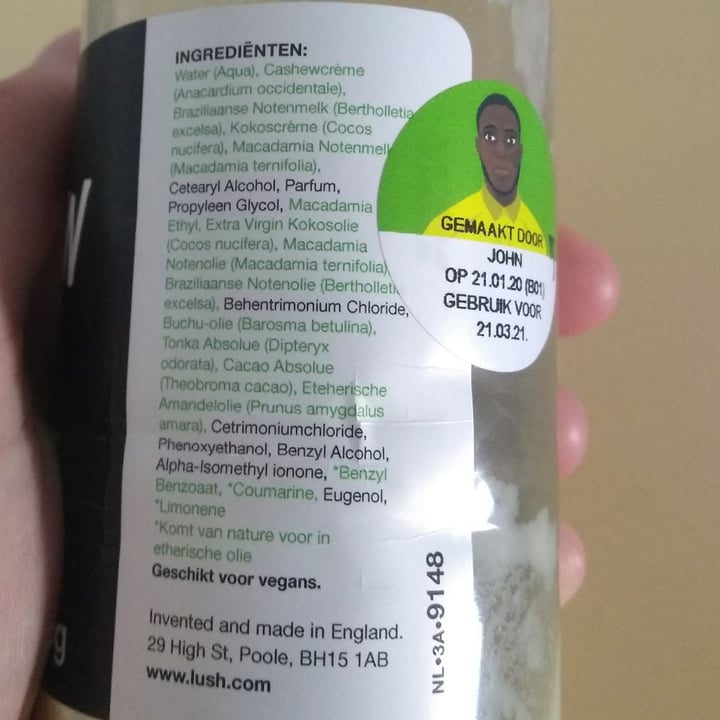 INGREDIËNTEN:
Water (Aqua), Cashewcrème
(Anacardium occidentale),
Braziliaanse Notenmelk (Bertholletia
excelsa), Kokoscrème (Cocos
nucifera), Macadamia Notenmelk
(Macadamia ternifolia),
Cetearyl Alcohol, Parfum,
Propyleen Glycol, Macadamia
Ethyl, Extra Virgin Kokosolie
(Cocos nucifera), Macadamia
Notenolie (Macadamia ternifolia)
Braziliaanse Notenolie (Bertholletia
excelsa), Behentrimonium Chloride,
Buchu-olie (Barosma betulina),
Tonka Absolue (Dipteryx
odorata), Cacao Absolue
(Theobroma cacao), Eteherische
Amandelolie (Prunus amygdalus
amara), Cetrimoniumchloride,
Phenoxyethanol, Benzyl Alcohol,
Alpha-Isomethyl ionone, *Benzyl
Benzoaat, *Coumarine, Eugenol,
*Limonene
*Komt van nature voor in
etherische olie
Geschikt voor vegans.
Invented and made in England.
29 High St, Poole, BH15 1AB
www.lush.com
NL•3A•9148
GEMAAKT DOOR
JOHN
OP 21.01.20 (B01)
GEBRUIK VOOR
21.03.21.
g